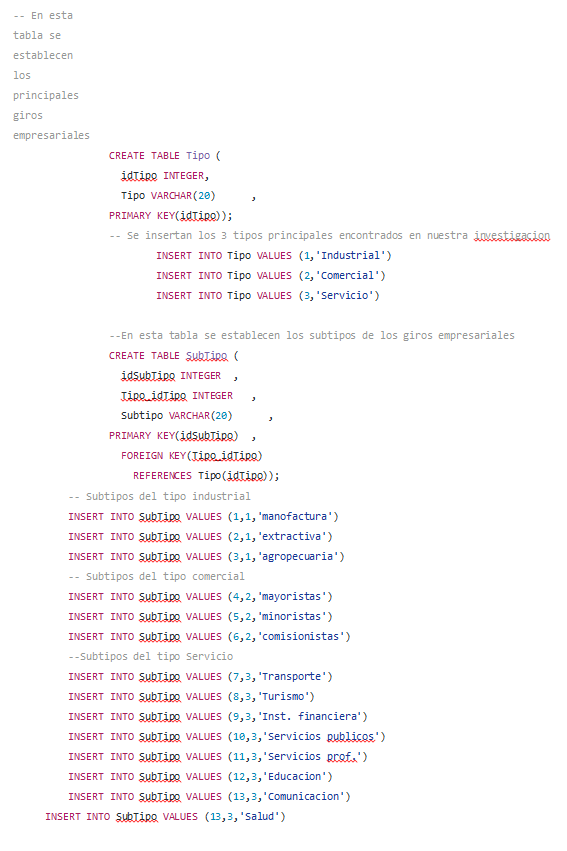 -- En esta
tabla se
establecen
los
principales
giros
empresariales
CREATE TABLE Tipo (
idTipo INTEGER,
Tipo VARCHAR(20)      ,
PRIMARY KEY(idTipo));
-- Se insertan los 3 tipos principales encontrados en nuestra investigacion
INSERT INTO Tipo VALUES (1,'Industrial')
INSERT INTO Tipo VALUES (2,'Comercial')
INSERT INTO Tipo VALUES (3,'Servicio')
--En esta tabla se establecen los subtipos de los giros empresariales
CREATE TABLE SubTipo (
idSubTipo INTEGER  ,
Tipo_idTipo INTEGER   ,
Subtipo VARCHAR(20)      ,
PRIMARY KEY(idSubTipo)  ,
FOREIGN KEY(Tipo_idTipo)
REFERENCES Tipo(idTipo));
-- Subtipos del tipo industrial
INSERT INTO SubTipo VALUES (1,1,'manofactura')
INSERT INTO SubTipo VALUES (2,1,'extractiva')
INSERT INTO SubTipo VALUES (3,1,'agropecuaria')
-- Subtipos del tipo comercial
INSERT INTO SubTipo VALUES (4,2,'mayoristas')
INSERT INTO SubTipo VALUES (5,2,'minoristas')
INSERT INTO SubTipo VALUES (6,2,'comisionistas')
--Subtipos del tipo Servicio
INSERT INTO SubTipo VALUES (7,3,'Transporte')
INSERT INTO SubTipo VALUES (8,3,'Turismo')
INSERT INTO SubTipo VALUES (9,3,'Inst. financiera')
INSERT INTO SubTipo VALUES (10,3,'Servicios publicos')
INSERT INTO SubTipo VALUES (11,3,'Servicios prof.')
INSERT INTO SubTipo VALUES (12,3,'Educacion')
INSERT INTO SubTipo VALUES (13,3,'Comunicacion')
INSERT INTO SubTipo VALUES (13,3,'Salud')